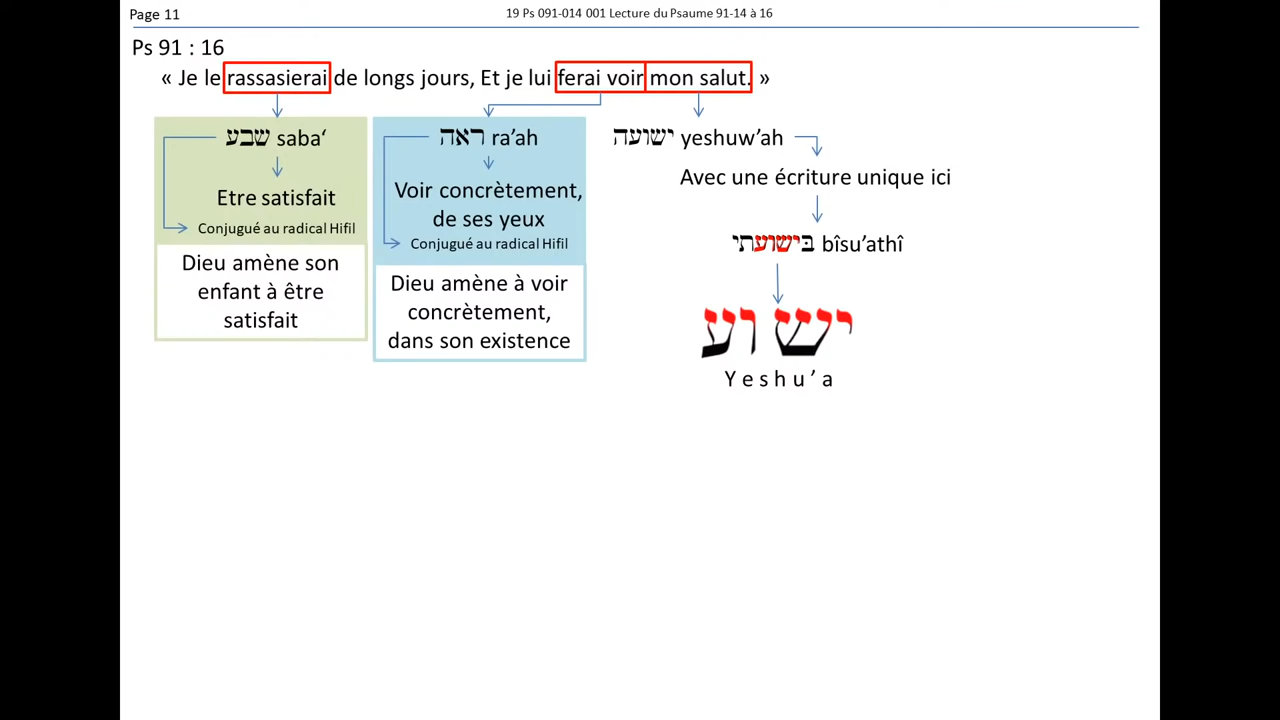 Page 11
19 Ps 091-014 001 Lecture du Psaume 91-14 à 16
Ps 91 : 16
« Je le rassasierai de longs jours, Et je lui ferai voir mon salut. »
שבע saba‘
Etre satisfait
Conjugué au radical Hifil
Dieu amène son
enfant à être
satisfait
ראה ra’ah
Voir concrètement,
de ses yeux
Conjugué au radical Hifil
Dieu amène à voir
concrètement,
dans son existence
ישועה yeshuw’ah
Avec une écriture unique ici
בּישועתי bîsu’athî
ישוע
Yeshu’a